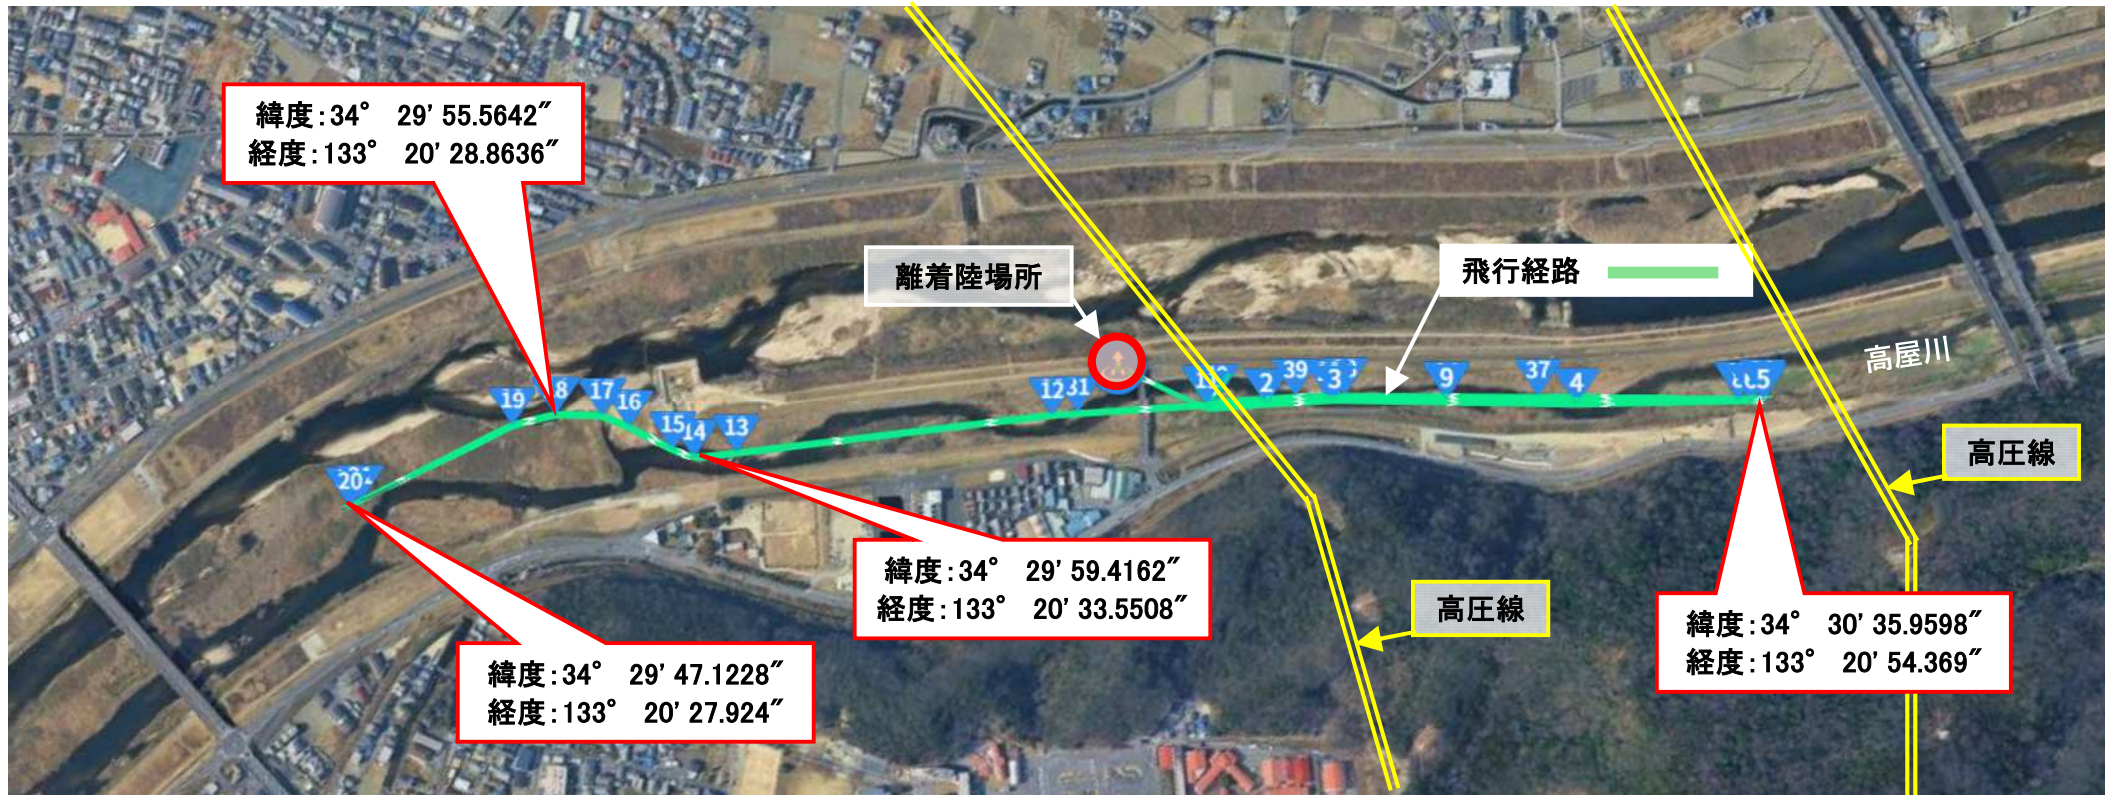 緯度:34° 29′ 55.5642″
経度:133° 20′ 28.8636″
離着陸場所
飛行経路
高屋川
19
17
16
15
14
13
12
31
2
39
3
9
37
4
20
高圧線
緯度:34° 29′ 59.4162″
経度:133° 20′ 33.5508″
高圧線
緯度:34° 30′ 35.9598″
経度:133° 20′ 54.369″
緯度:34° 29′ 47.1228″
経度:133° 20′ 27.924″